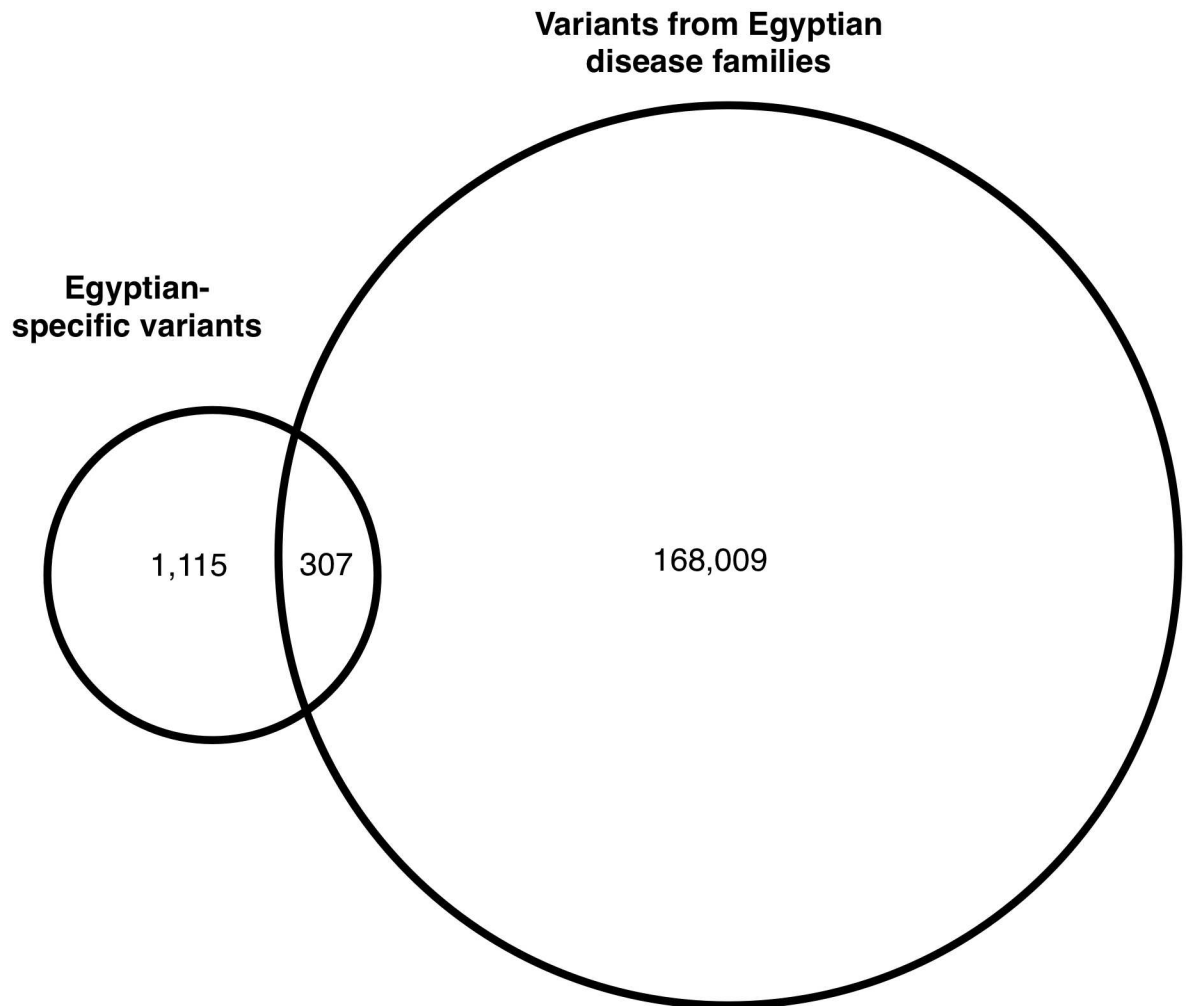 Variants from Egyptian
disease families
Egyptian-
specific variants
1,115
307
168,009